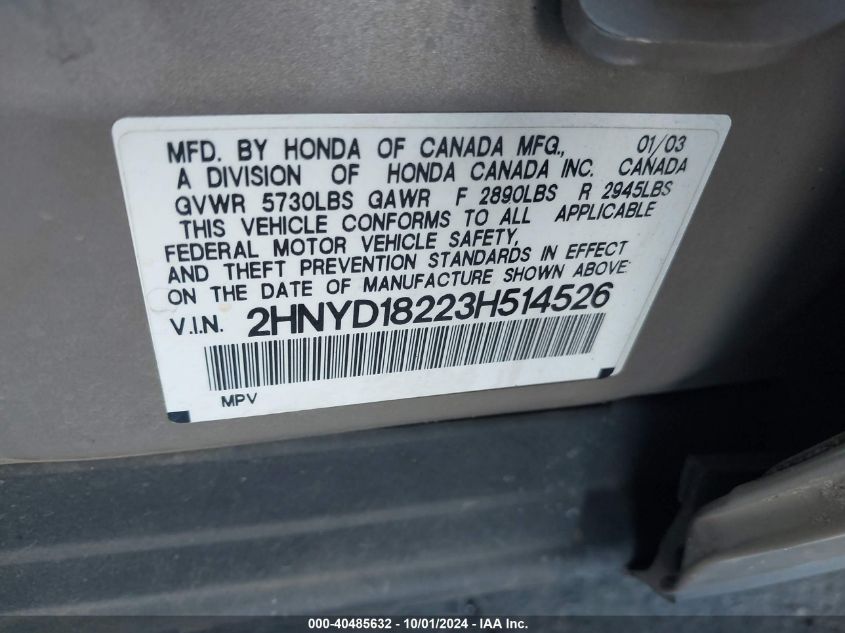 MFD. BY HONDA OF CANADA MFG., 01/03
A DIVISION OF HONDA CANADA INC. CANADA
GVWR 5730LBS GAWR F 2890LBS R 2945LBS
THIS VEHICLE CONFORMS TO ALL APPLICABLE
FEDERAL MOTOR VEHICLE SAFETY,
AND THEFT PREVENTION STANDARDS IN EFFECT
ON THE DATE OF MANUFACTURE SHOWN ABOVE:
V.I.N. 2HNYD18223H514526
MPV
000-40485632 - 10/01/2024 - IAA Inc.